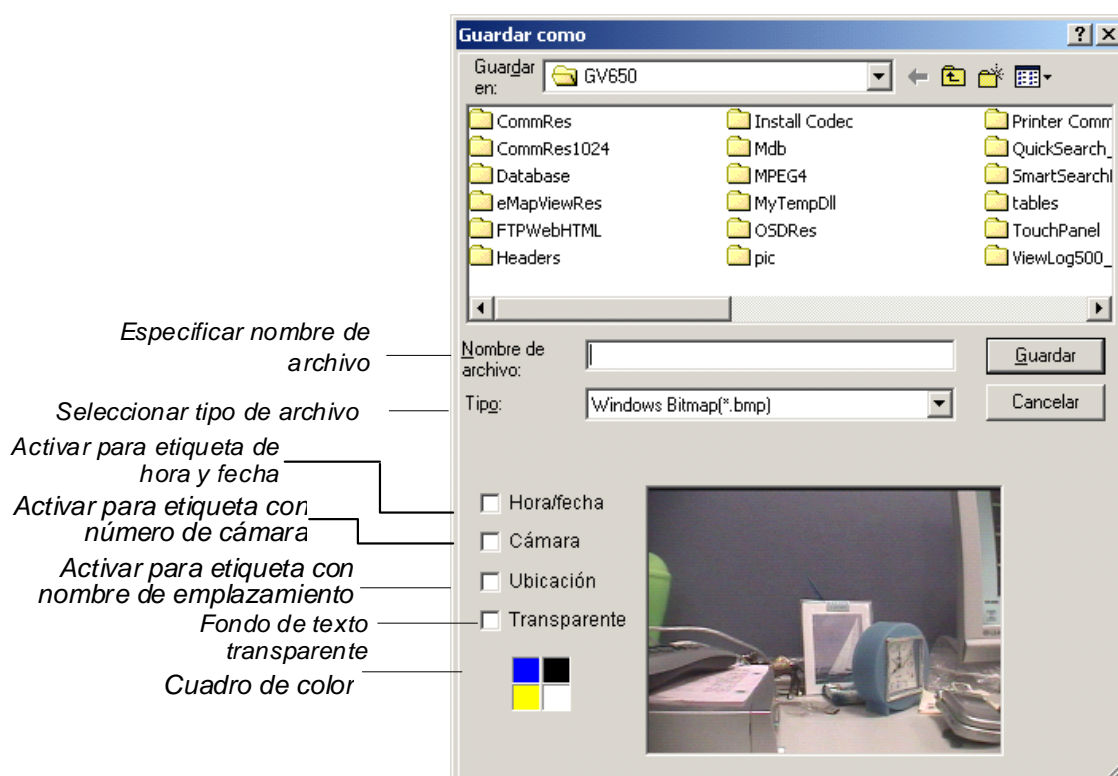 Guardar como
Guardar
en:
GV650
CommRes
Install Codec
Printer Comm
CommRes1024
Mdb
QuickSearch_
Database
MPEG4
SmartSearch
eMapViewRes
MyTempDll
tables
FTPWebHTML
OSDRes
TouchPanel
Headers
pic
ViewLog500_
Especificar nombre de
archivo
Nombre de
archivo:
Guardar
Seleccionar tipo de archivo
Tipo:
Windows Bitmap(*.bmp)
Cancelar
Activar para etiqueta de
hora y fecha
Hora/fecha
Activar para etiqueta con
número de cámara
Cámara
Activar para etiqueta con
nombre de emplazamiento
Ubicación
Fondo de texto
transparente
Transparente
Cuadro de color